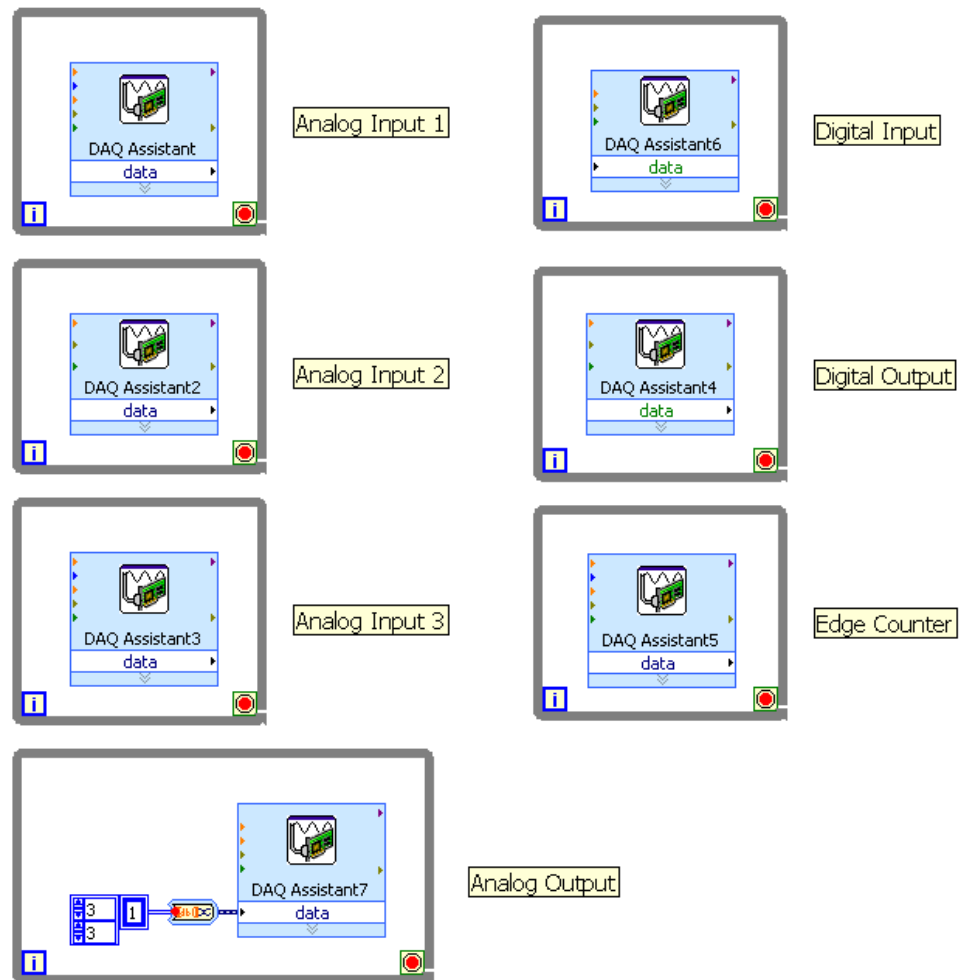 DAQ Assistant
data
i
Analog Input 1
DAQ Assistant6
data
i
Digital Input
DAQ Assistant2
data
i
Analog Input 2
DAQ Assistant4
data
i
Digital Output
DAQ Assistant3
data
i
Analog Input 3
DAQ Assistant5
data
i
Edge Counter
DAQ Assistant7
data
3
3
1
i
Analog Output